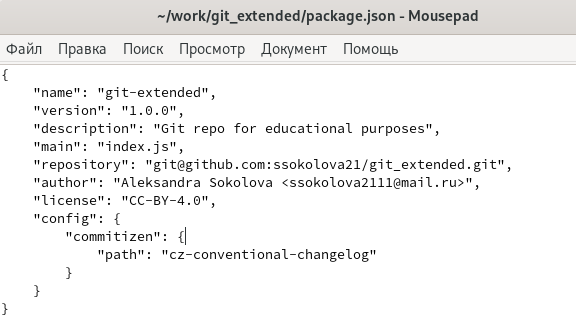 ~/work/git_extended/package.json - Mousepad
Файл Правка Поиск Просмотр Документ Помощь
{
    "name": "git-extended",
    "version": "1.0.0",
    "description": "Git repo for educational purposes",
    "main": "index.js",
    "repository": "git@github.com:ssokolova21/git_extended.git",
    "author": "Aleksandra Sokolova <ssokolova2111@mail.ru>",
    "license": "CC-BY-4.0",
    "config": {
        "commitizen": {
            "path": "cz-conventional-changelog"
        }
    }
}